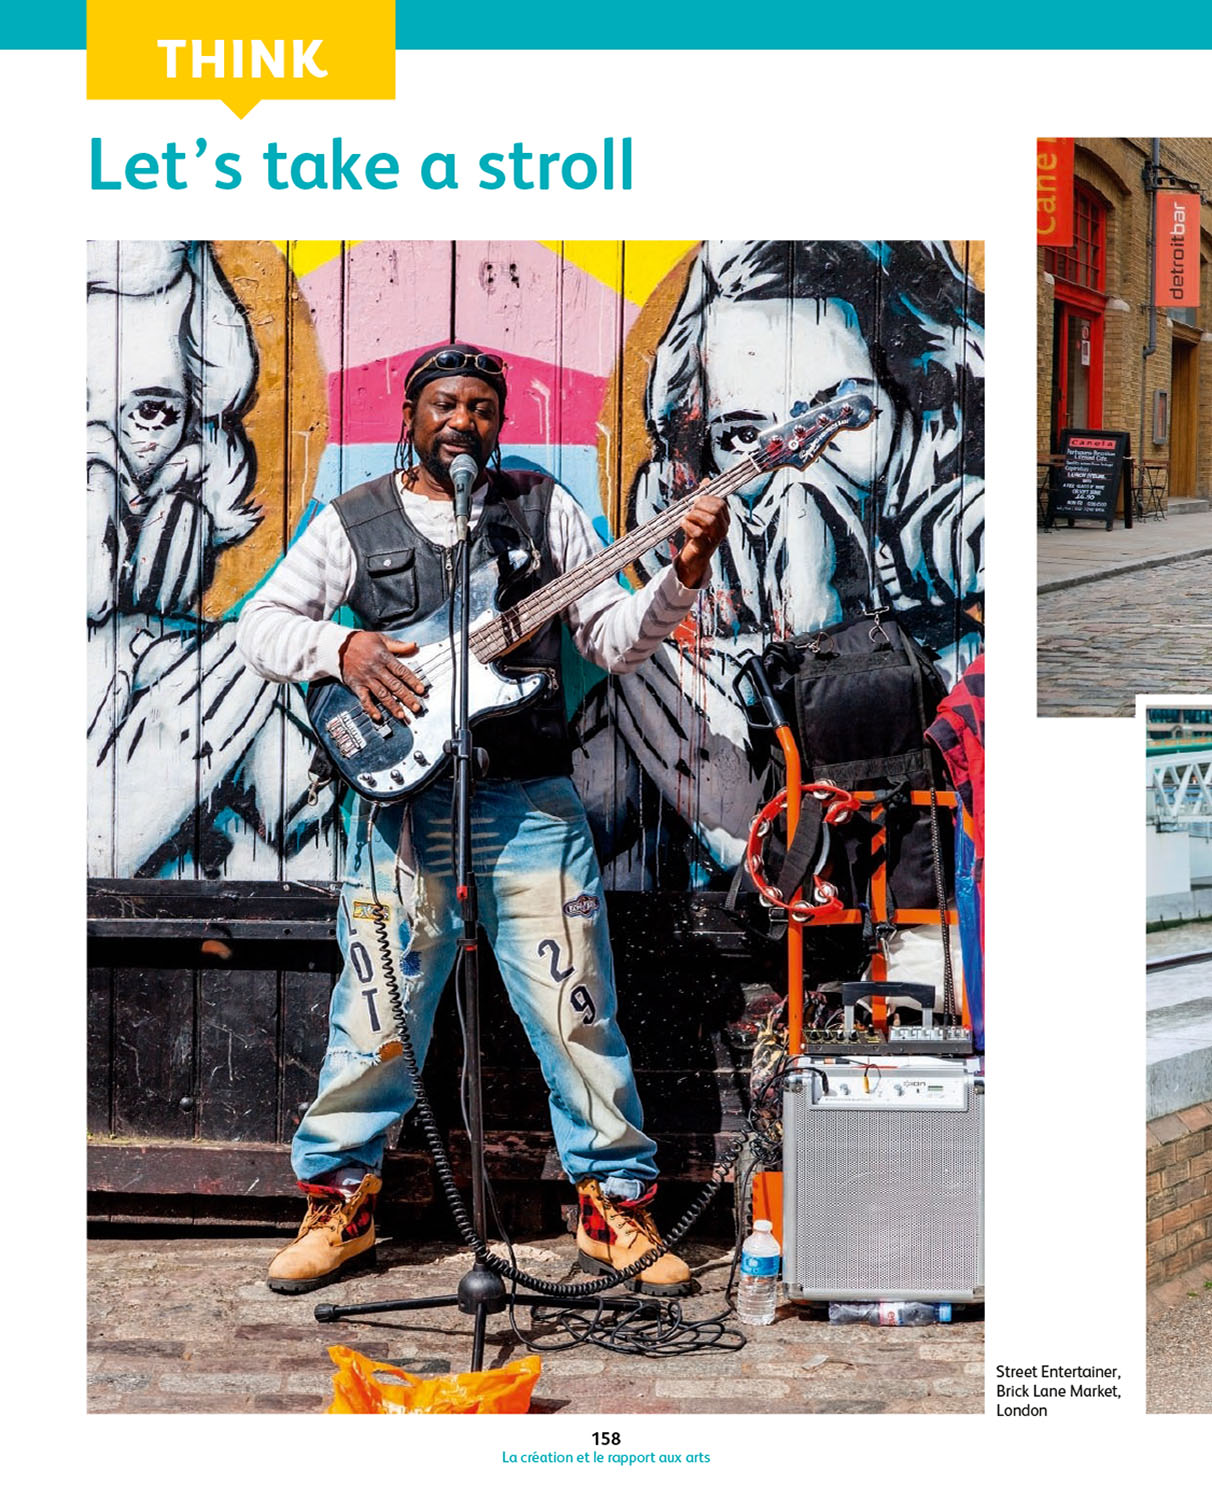 THINK
Let’s take a stroll
cane
detroitbar
Canela
LOT
29
ion
Street Entertainer,
Brick Lane Market,
London
158
La création et le rapport aux arts